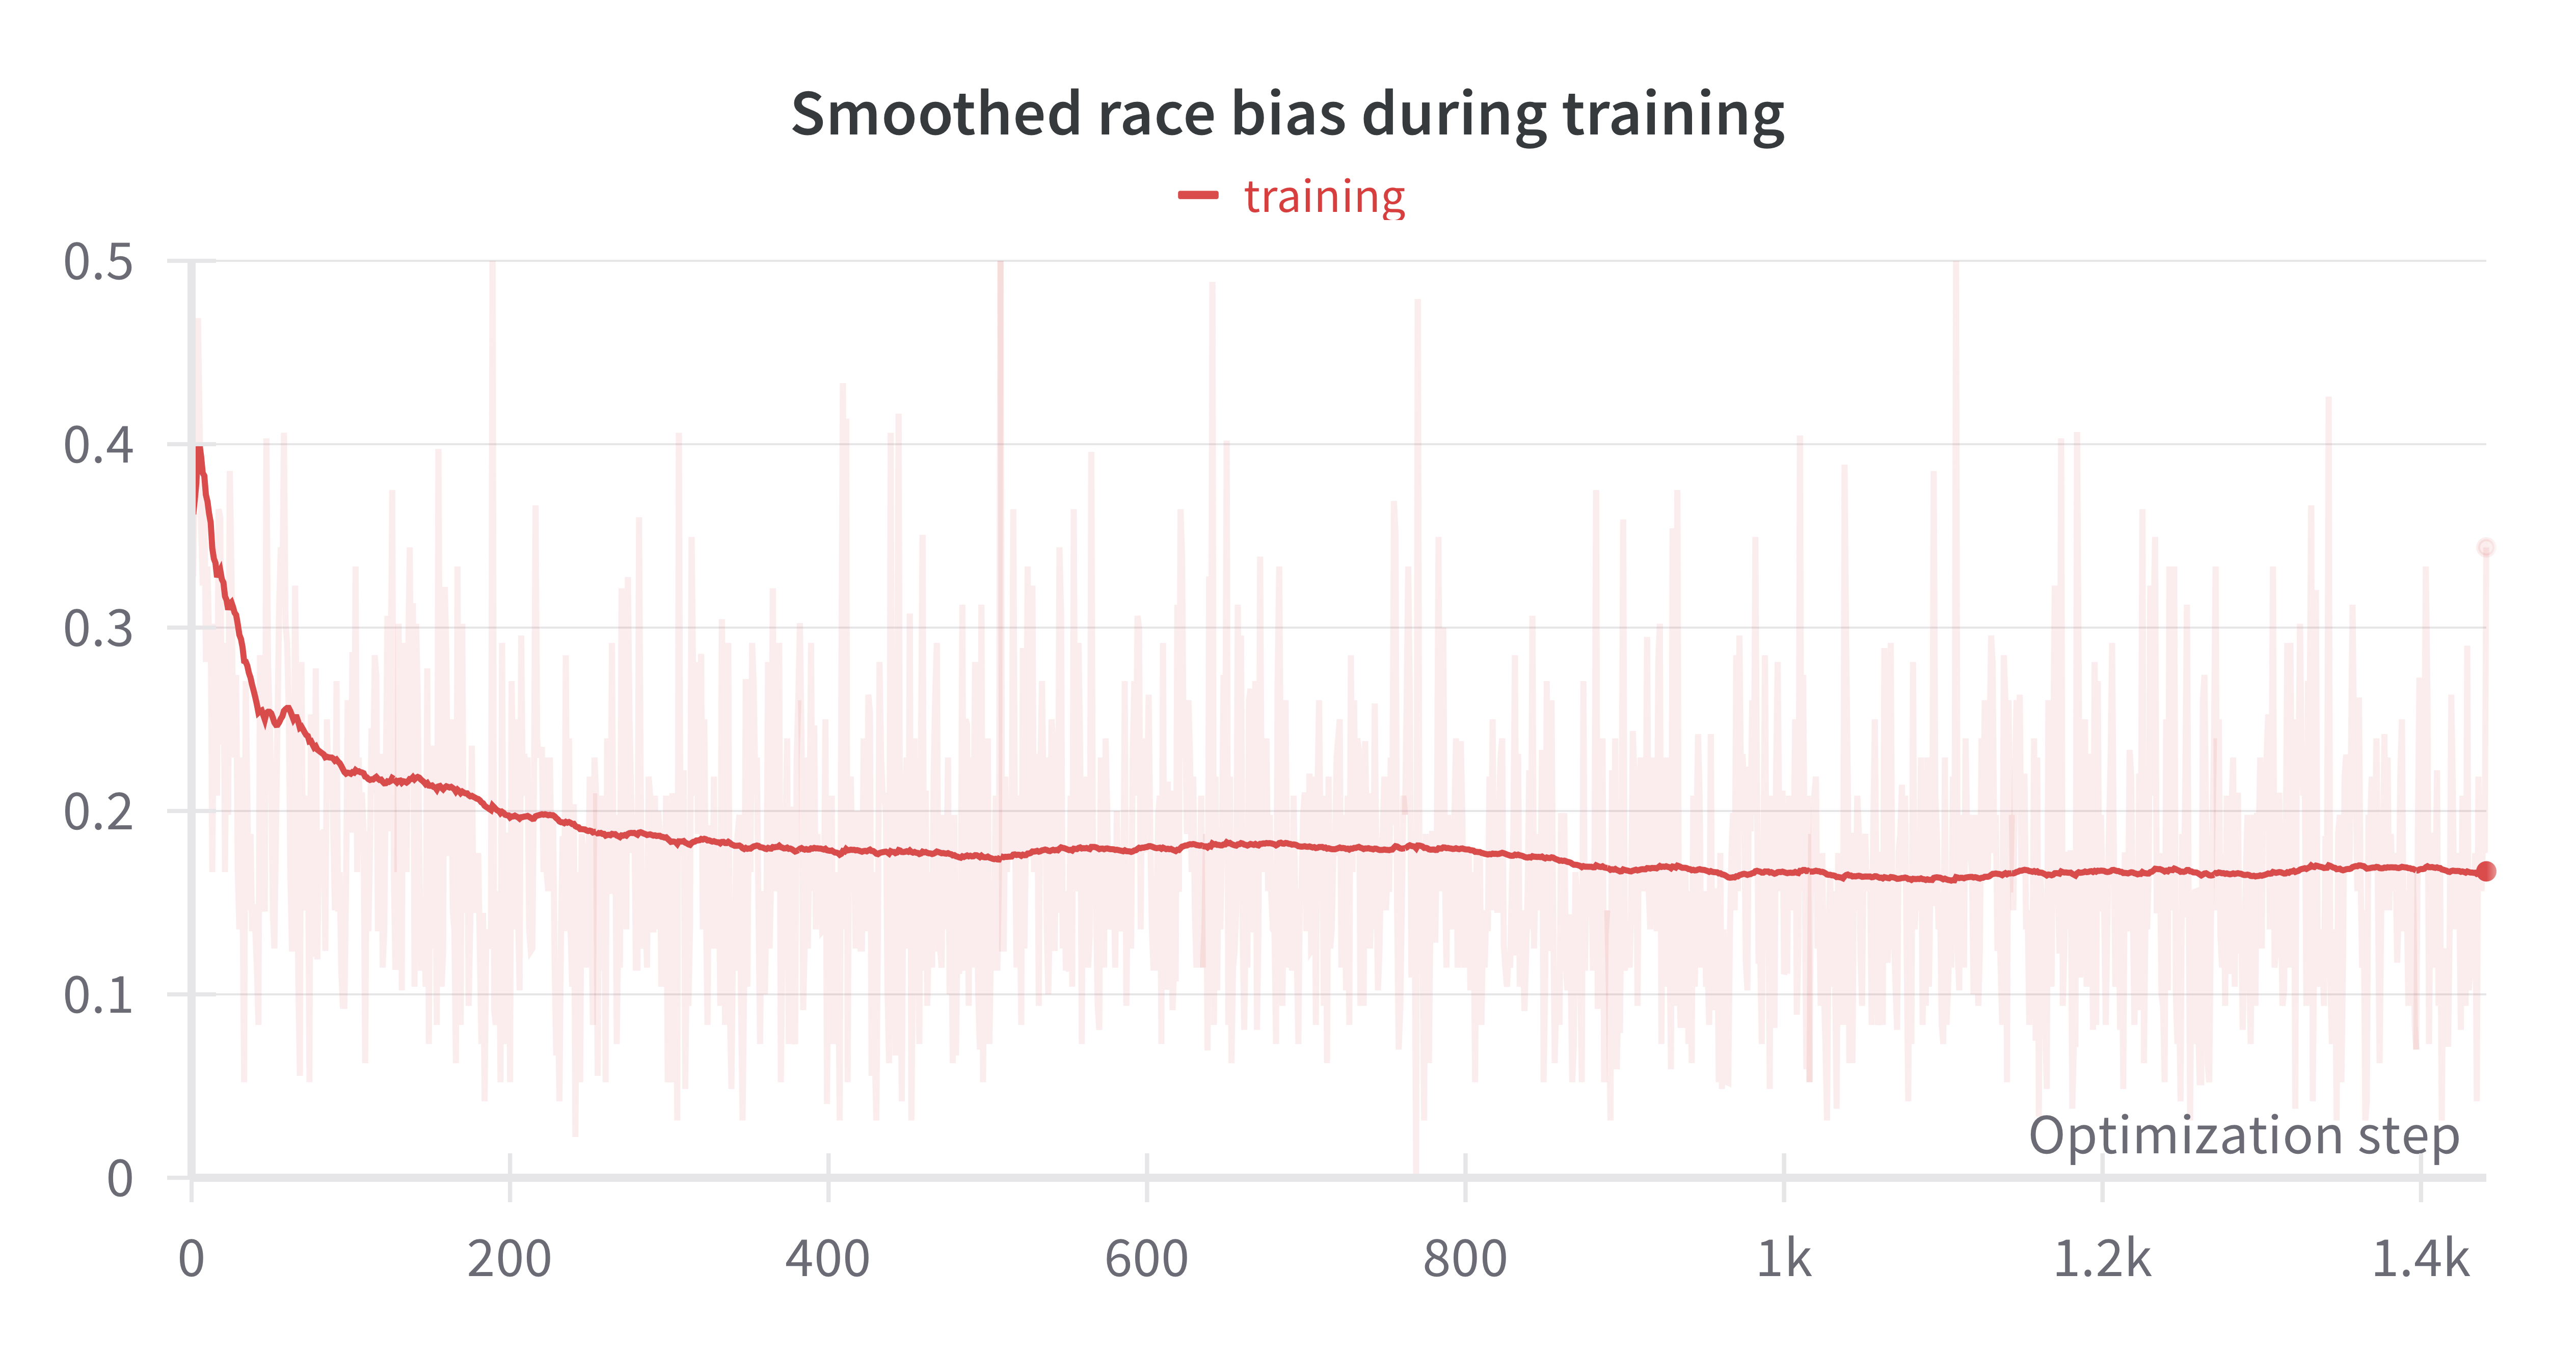 Smoothed race bias during training
training
0.5
0.4
0.3
0.2
0.1
0
Optimization step
0 200 400 600 800 1k 1.2k 1.4k